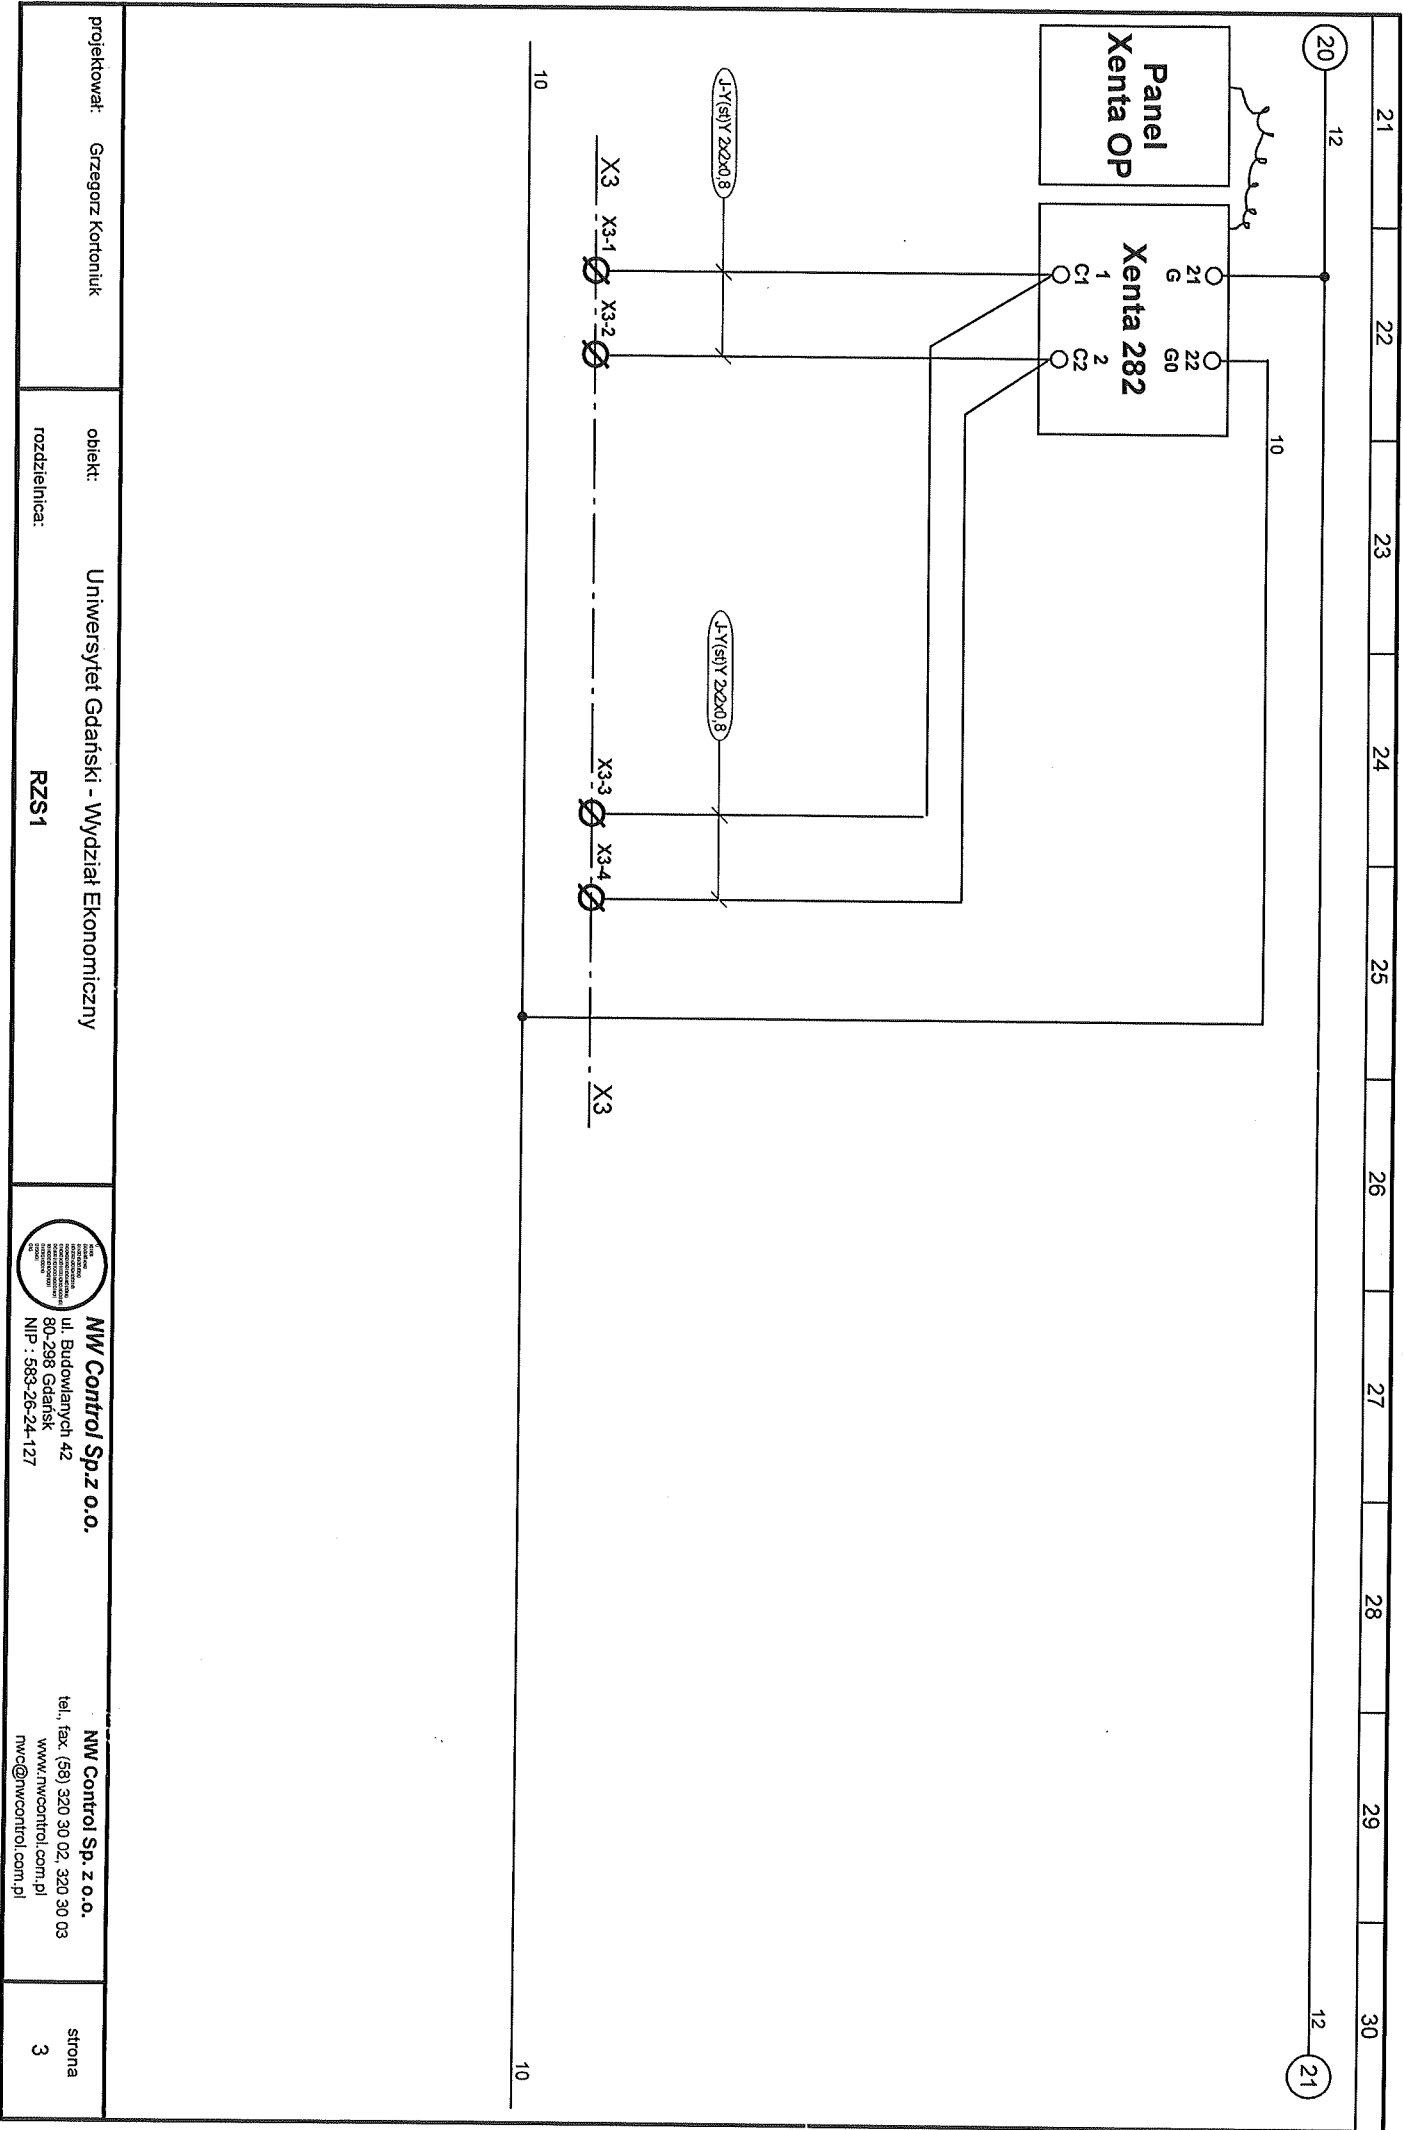 21
22
23
24
25
26
27
28
29
30
20
12
12
21
Panel
Xenta OP
21
G
22
G0
Xenta 282
1
C1
2
C2
10
J-Y(st)Y 2x2x0,8
J-Y(st)Y 2x2x0,8
X3
X3-1
X3-2
X3-3
X3-4
X3
10
10
projektował: Grzegorz Kortoniuk
obiekt: Uniwersytet Gdański - Wydział Ekonomiczny
rozdzielnica: RZS1
NW Control Sp.z o.o.
ul. Budowlanych 42
80-298 Gdańsk
NIP : 583-26-24-127
NW Control Sp. z o.o.
tel., fax. (58) 320 30 02, 320 30 03
www.nwcontrol.com.pl
nwc@nwcontrol.com.pl
strona
3